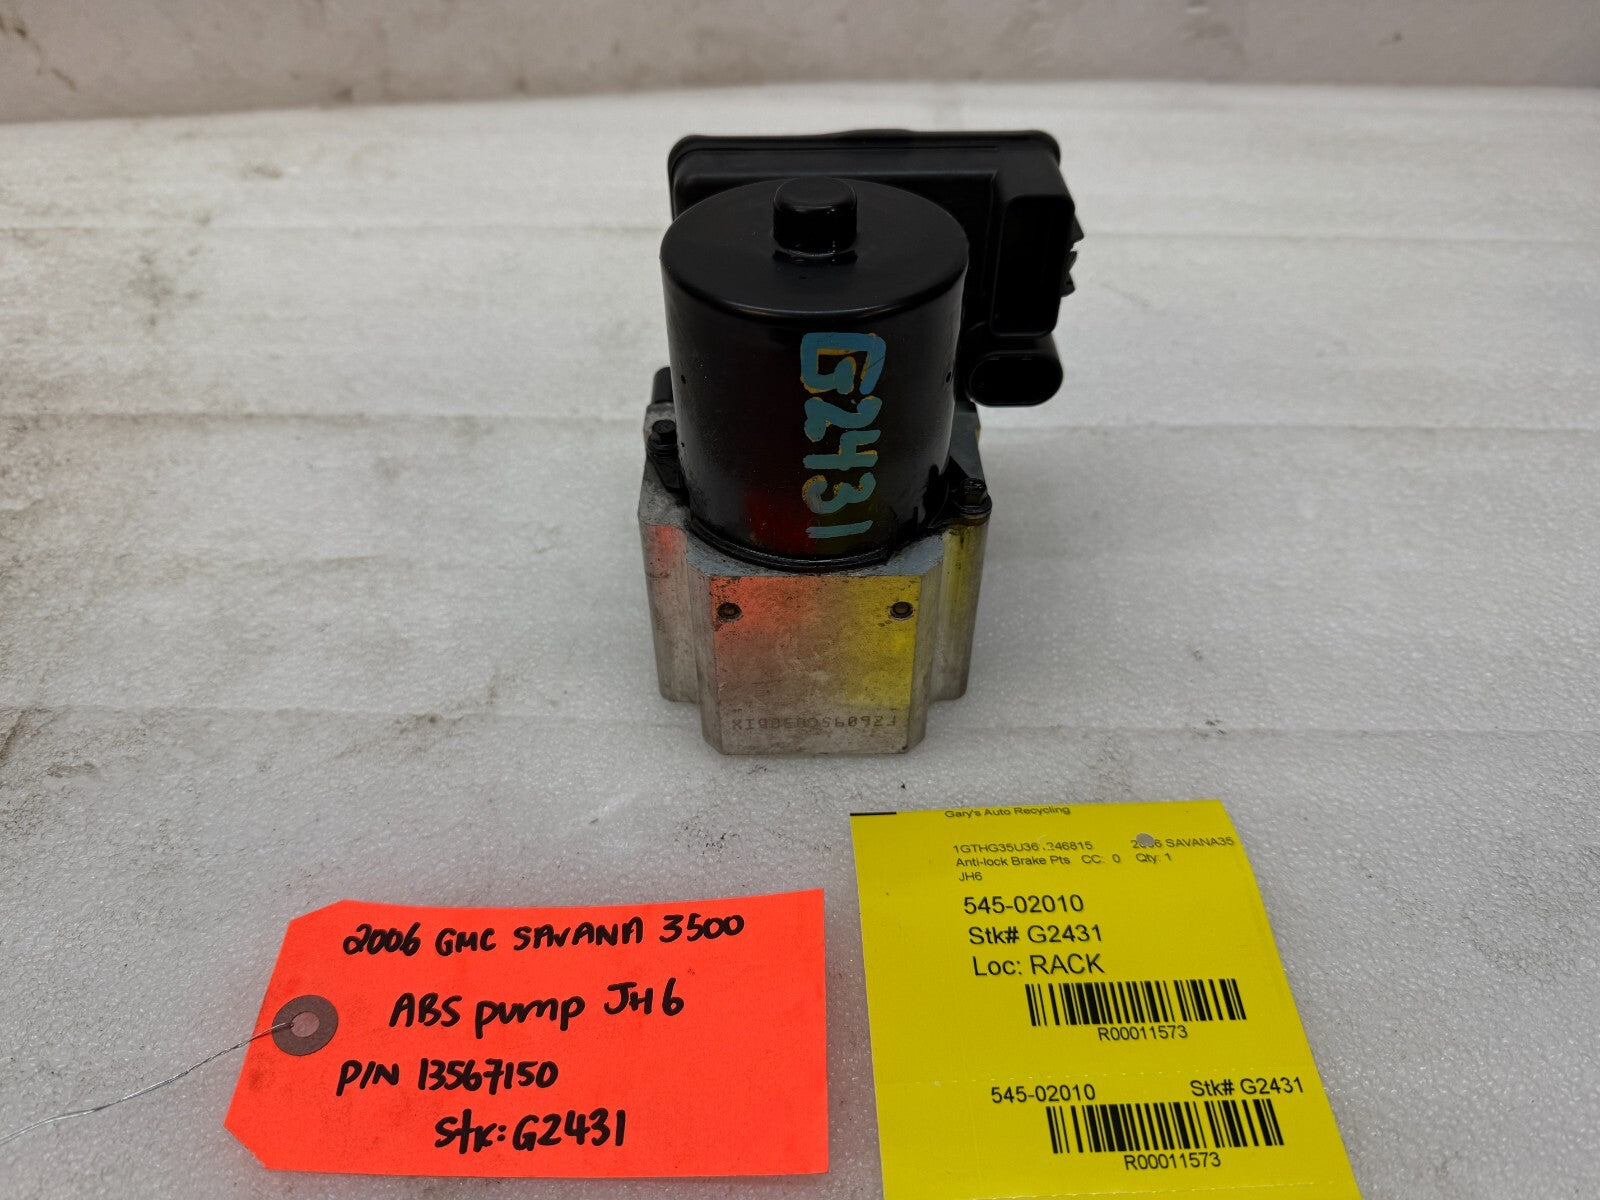 G2431
2006 GMC SAVANA 3500
ABS pump JH6
P/N 13567150
Stk: G2431
Gary's Auto Recycling
SAVANA35
Anti-lock Brake Pts CC: 0 Qty: 1
JH6
545-02010
Stk# G2431
Loc: RACK
R00011573
545-02010 Stk# G2431
R00011573